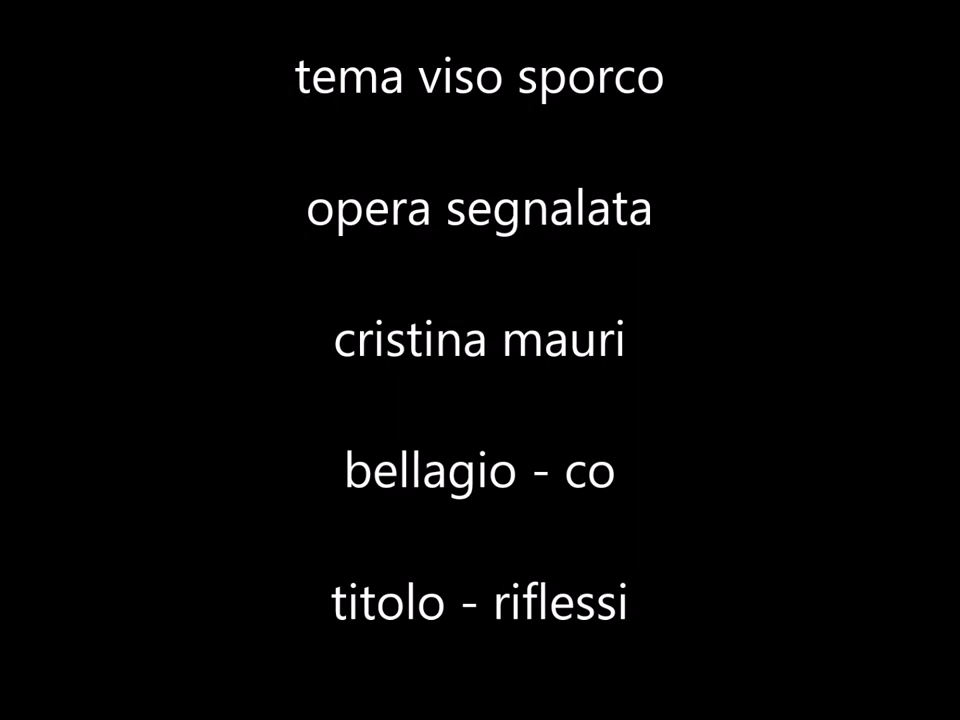 tema viso sporco
opera segnalata
cristina mauri
bellagio - co
titolo - riflessi